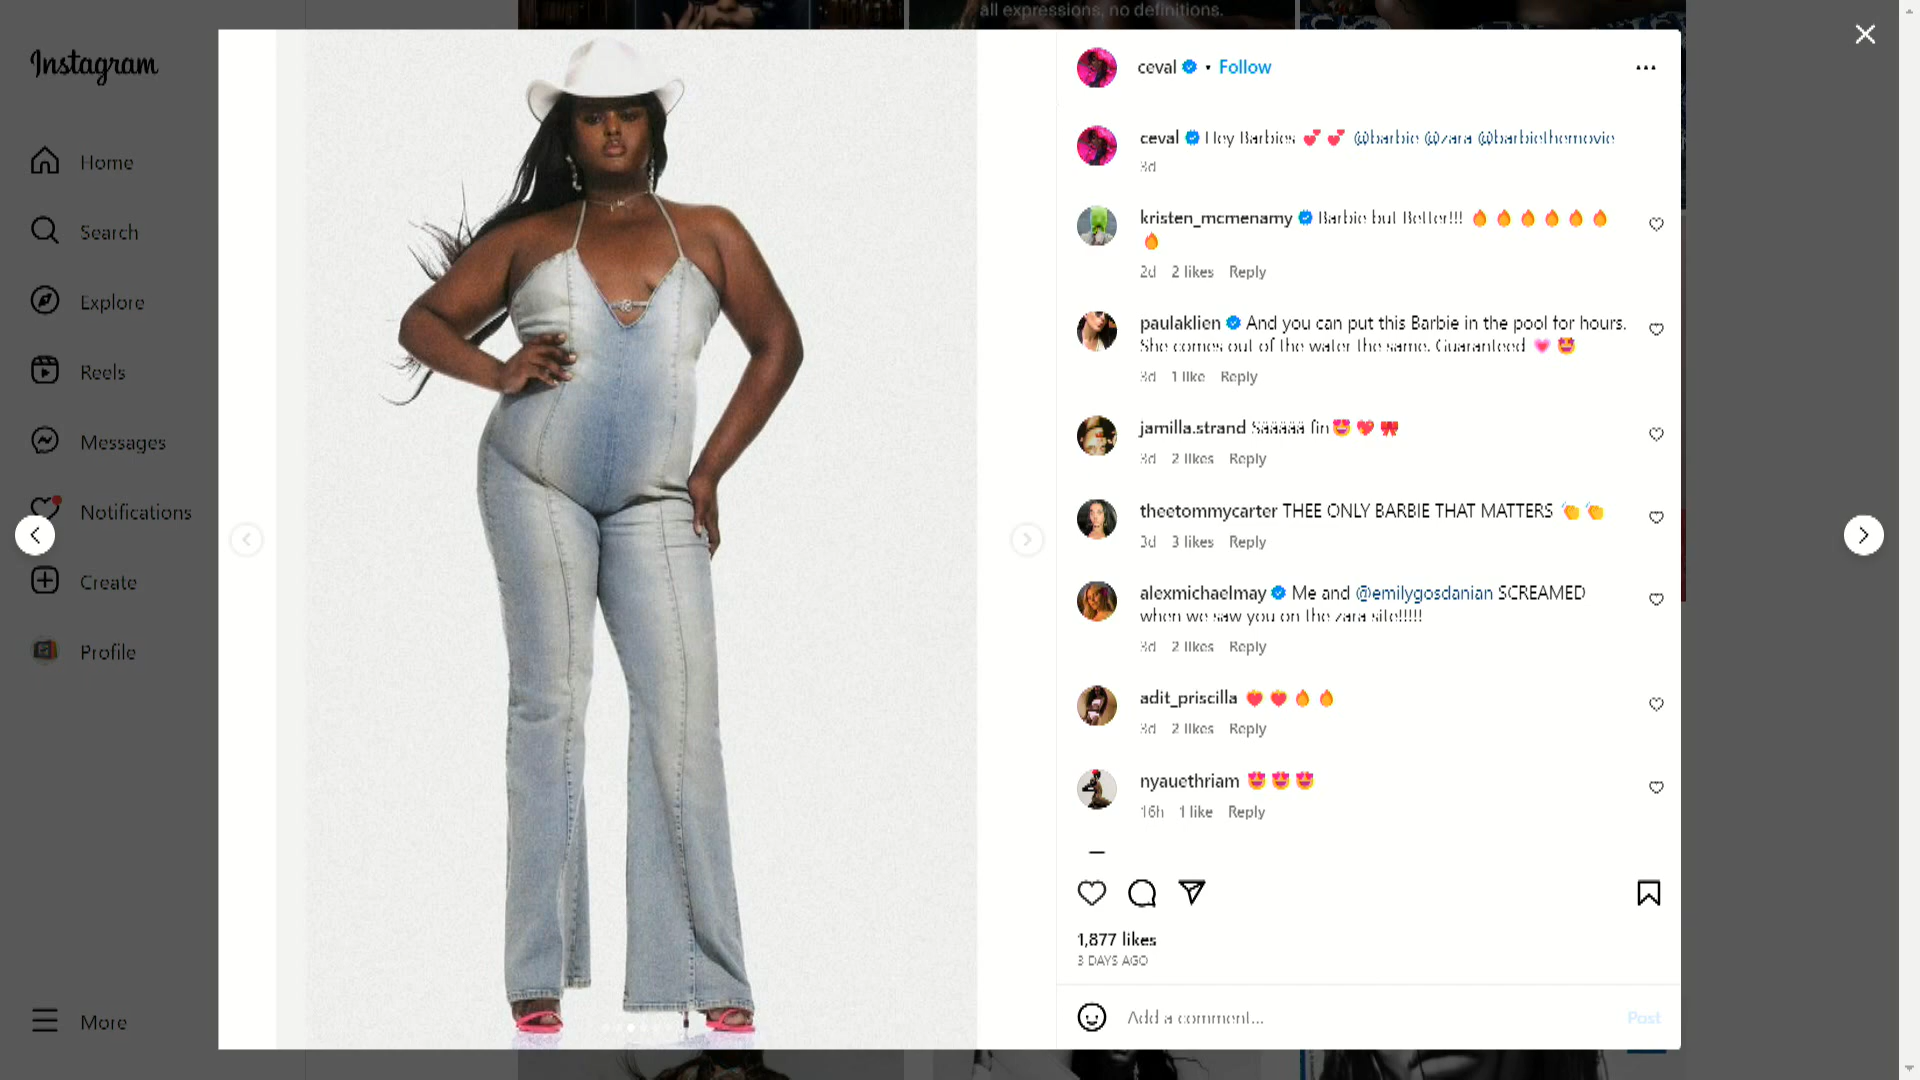 all expressions, no definitions.
Instagram
Home
Search
Explore
Reels
Messages
Notifications
Create
Profile
More
ceval • Follow
ceval Hey Barbies 💕 💕 @barbie @zara @barbiethemovie
3d
kristen_mcmenamy Barbie but Better!!! 🔥 🔥 🔥 🔥 🔥 🔥
🔥
2d 2 likes Reply
paulaklien And you can put this Barbie in the pool for hours.
She comes out of the water the same. Guaranteed 💗 🤩
3d 1 like Reply
jamilla.strand Sååååå fin😍 💖 🎀
3d 2 likes Reply
theetommycarter THEE ONLY BARBIE THAT MATTERS 👏 👏
3d 3 likes Reply
alexmichaelmay Me and @emilygosdanian SCREAMED
when we saw you on the zara site!!!!!
3d 2 likes Reply
adit_priscilla ❤️ ❤️ 🔥 🔥
3d 2 likes Reply
nyauethriam 😍 😍 😍
16h 1 like Reply
1,877 likes
3 DAYS AGO
Add a comment...
Post